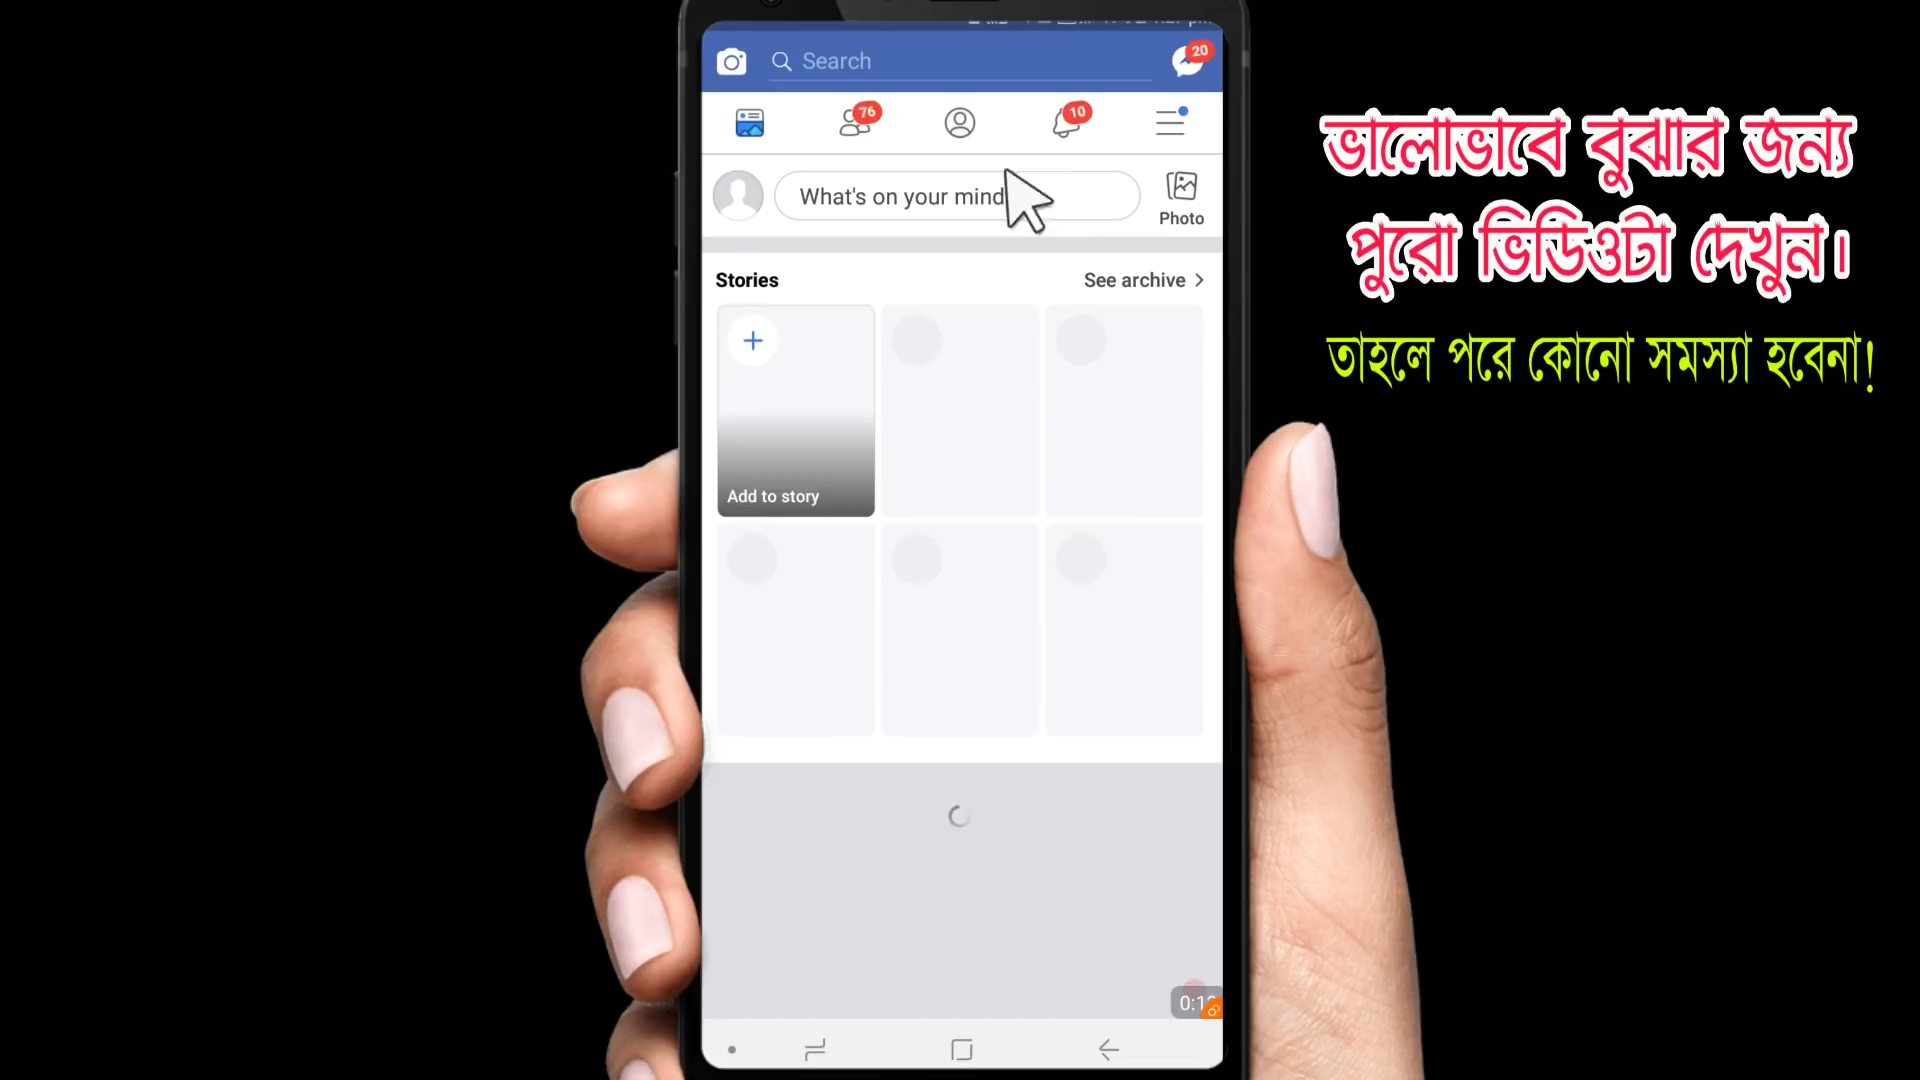 Search
20
76
10
What's on your mind
Photo
Stories
See archive
Add to story
ভালোভাবে বুঝার জন্য
পুরো ভিডিওটা দেখুন।
তাহলে পরে কোনো সমস্যা হবেনা!